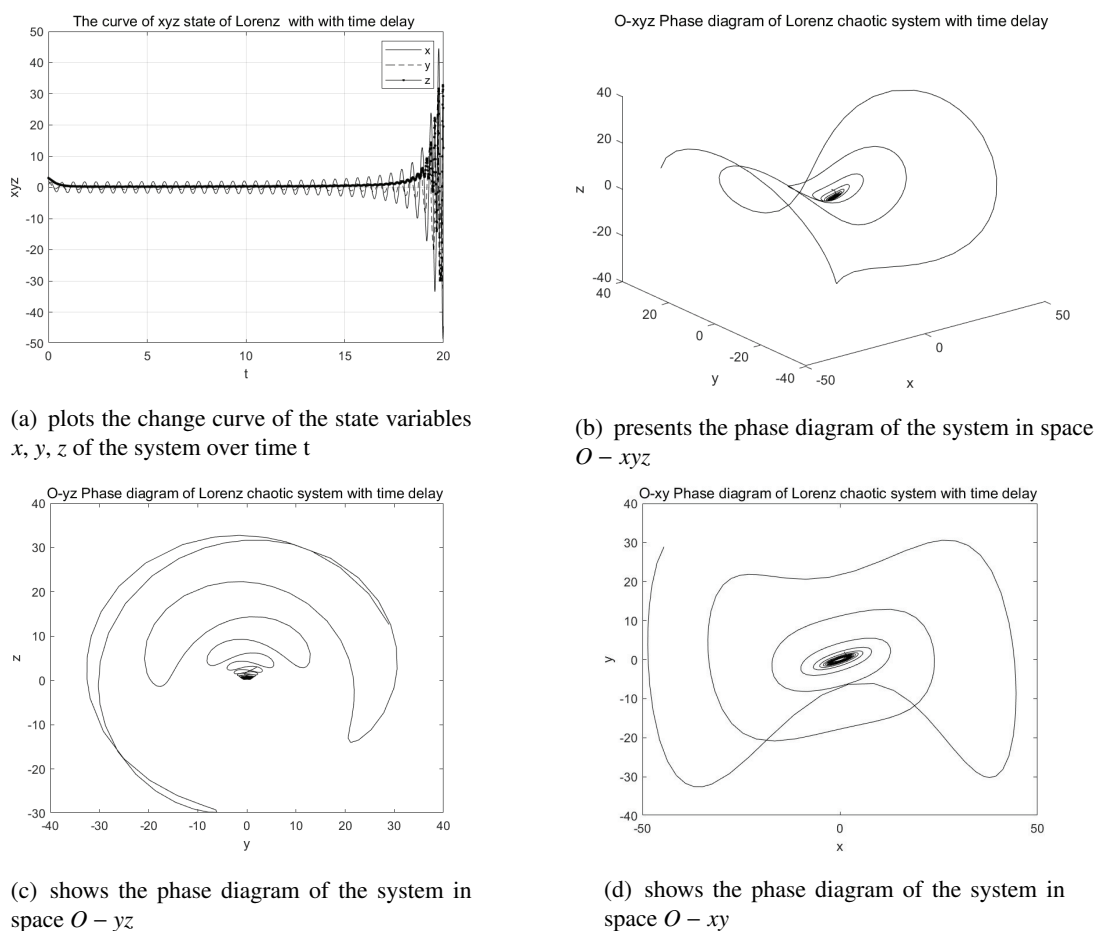 The curve of xyz state of Lorenz with with time delay
50
40
30
20
10
0
-10
-20
-30
-40
-50
xyz
x
y
z
0
5
10
15
20
t
(a) plots the change curve of the state variables
x, y, z of the system over time t
O-xyz Phase diagram of Lorenz chaotic system with time delay
40
20
0
-20
-40
z
40
20
0
-20
-40
y
-50
0
50
x
(b) presents the phase diagram of the system in space
O − xyz
O-yz Phase diagram of Lorenz chaotic system with time delay
40
30
20
10
0
-10
-20
-30
z
-40
-30
-20
-10
0
10
20
30
40
y
(c) shows the phase diagram of the system in
space O − yz
O-xy Phase diagram of Lorenz chaotic system with time delay
40
30
20
10
0
-10
-20
-30
-40
y
-50
0
50
x
(d) shows the phase diagram of the system in
space O − xy